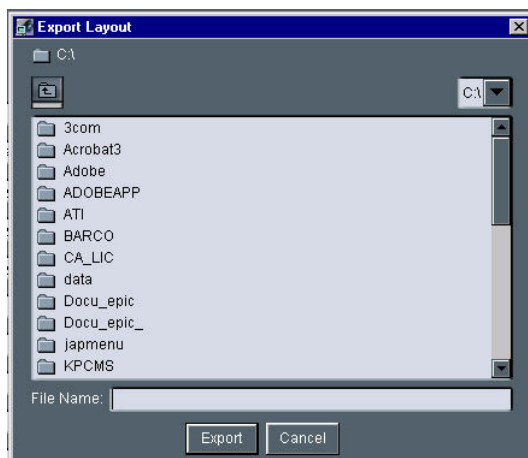 Export Layout
C:\
C:\
3com
Acrobat3
Adobe
ADOBEAPP
ATI
BARCO
CA_LIC
data
Docu_epic
Docu_epic_
japmenu
KPCMS
File Name:
Export Cancel